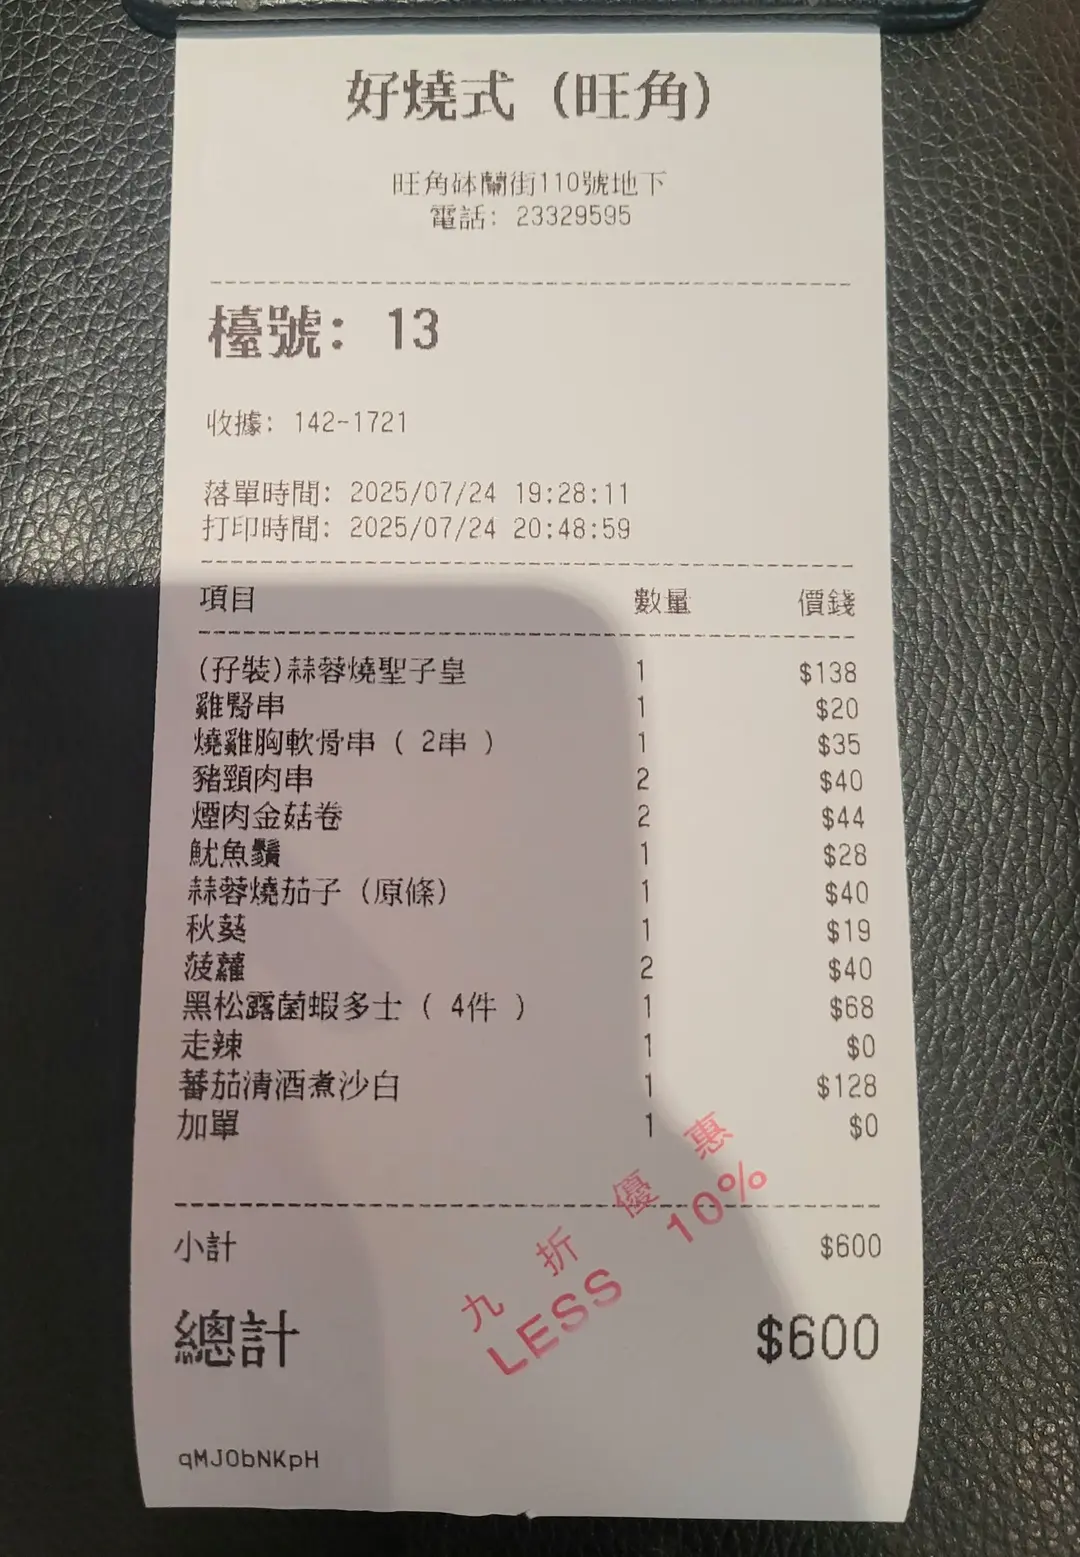 好燒式 (旺角)
旺角砵蘭街110號地下
電話: 23329595
檯號: 13
收據: 142-1721
落單時間: 2025/07/24 19:28:11
打印時間: 2025/07/24 20:48:59
項目 數量 價錢
(孖裝)蒜蓉燒聖子皇 1 $138
雞腎串 1 $20
燒雞胸軟骨串 ( 2串 ) 1 $35
豬頸肉串 2 $40
煙肉金菇卷 2 $44
魷魚鬚 1 $28
蒜蓉燒茄子 (原條) 1 $40
秋葵 1 $19
菠蘿 2 $40
黑松露菌蝦多士 ( 4件 ) 1 $68
走辣 1 $0
蕃茄清酒煮沙白 1 $128
加單 1 $0
小計 $600
總計 $600
九折優惠
LESS 10%
qMJObNKpH